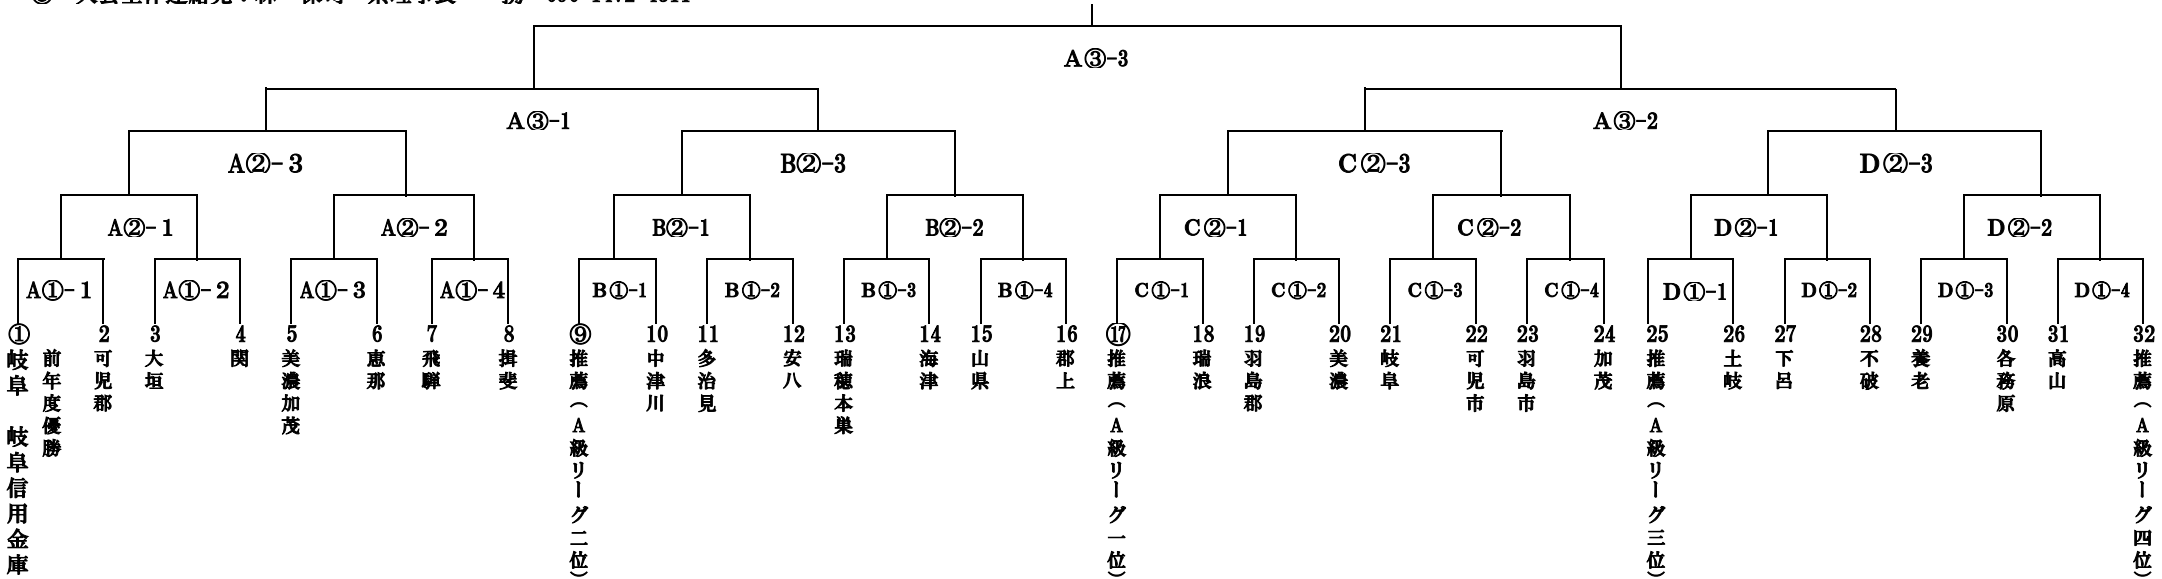 A③-3
A③-1
A③-2
A②-3
B②-3
C②-3
D②-3
A②-1
A②-2
B②-1
B②-2
C②-1
C②-2
D②-1
D②-2
A①-1
A①-2
A①-3
A①-4
B①-1
B①-2
B①-3
B①-4
C①-1
C①-2
C①-3
C①-4
D①-1
D①-2
D①-3
D①-4
① 岐阜 岐阜信用金庫
前年度優勝
2 可児郡
3 大垣
4 関
5 美濃加茂
6 恵那
7 飛騨
8 揖斐
⑨ 推薦(A級リーグ二位)
10 中津川
11 多治見
12 安八
13 瑞穂本巣
14 海津
15 山県
16 郡上
⑰ 推薦(A級リーグ一位)
18 瑞浪
19 羽島郡
20 美濃
21 岐阜
22 可児市
23 羽島市
24 加茂
25 推薦(A級リーグ三位)
26 土岐
27 下呂
28 不破
29 養老
30 各務原
31 高山
32 推薦(A級リーグ四位)